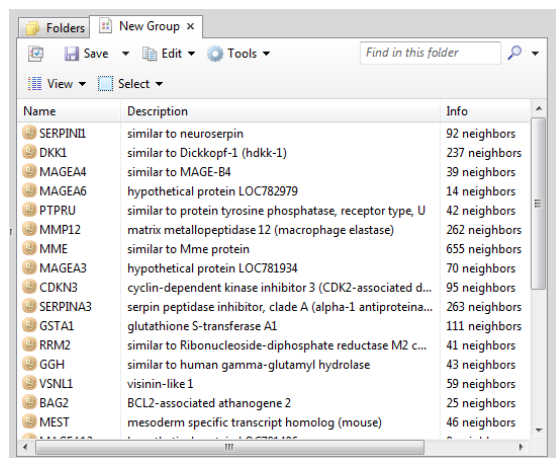 Folders New Group ×
Save Edit Tools Find in this folder
View Select
Name Description Info
SERPINI1 similar to neuroserpin 92 neighbors
DKK1 similar to Dickkopf-1 (hdkk-1) 237 neighbors
MAGEA4 similar to MAGE-B4 39 neighbors
MAGEA6 hypothetical protein LOC782979 14 neighbors
PTPRU similar to protein tyrosine phosphatase, receptor type, U 42 neighbors
MMP12 matrix metallopeptidase 12 (macrophage elastase) 262 neighbors
MME similar to Mme protein 655 neighbors
MAGEA3 hypothetical protein LOC781934 70 neighbors
CDKN3 cyclin-dependent kinase inhibitor 3 (CDK2-associated d... 95 neighbors
SERPINA3 serpin peptidase inhibitor, clade A (alpha-1 antiproteina... 263 neighbors
GSTA1 glutathione S-transferase A1 111 neighbors
RRM2 similar to Ribonucleoside-diphosphate reductase M2 c... 41 neighbors
GGH similar to human gamma-glutamyl hydrolase 43 neighbors
VSNL1 visinin-like 1 59 neighbors
BAG2 BCL2-associated athanogene 2 25 neighbors
MEST mesoderm specific transcript homolog (mouse) 46 neighbors